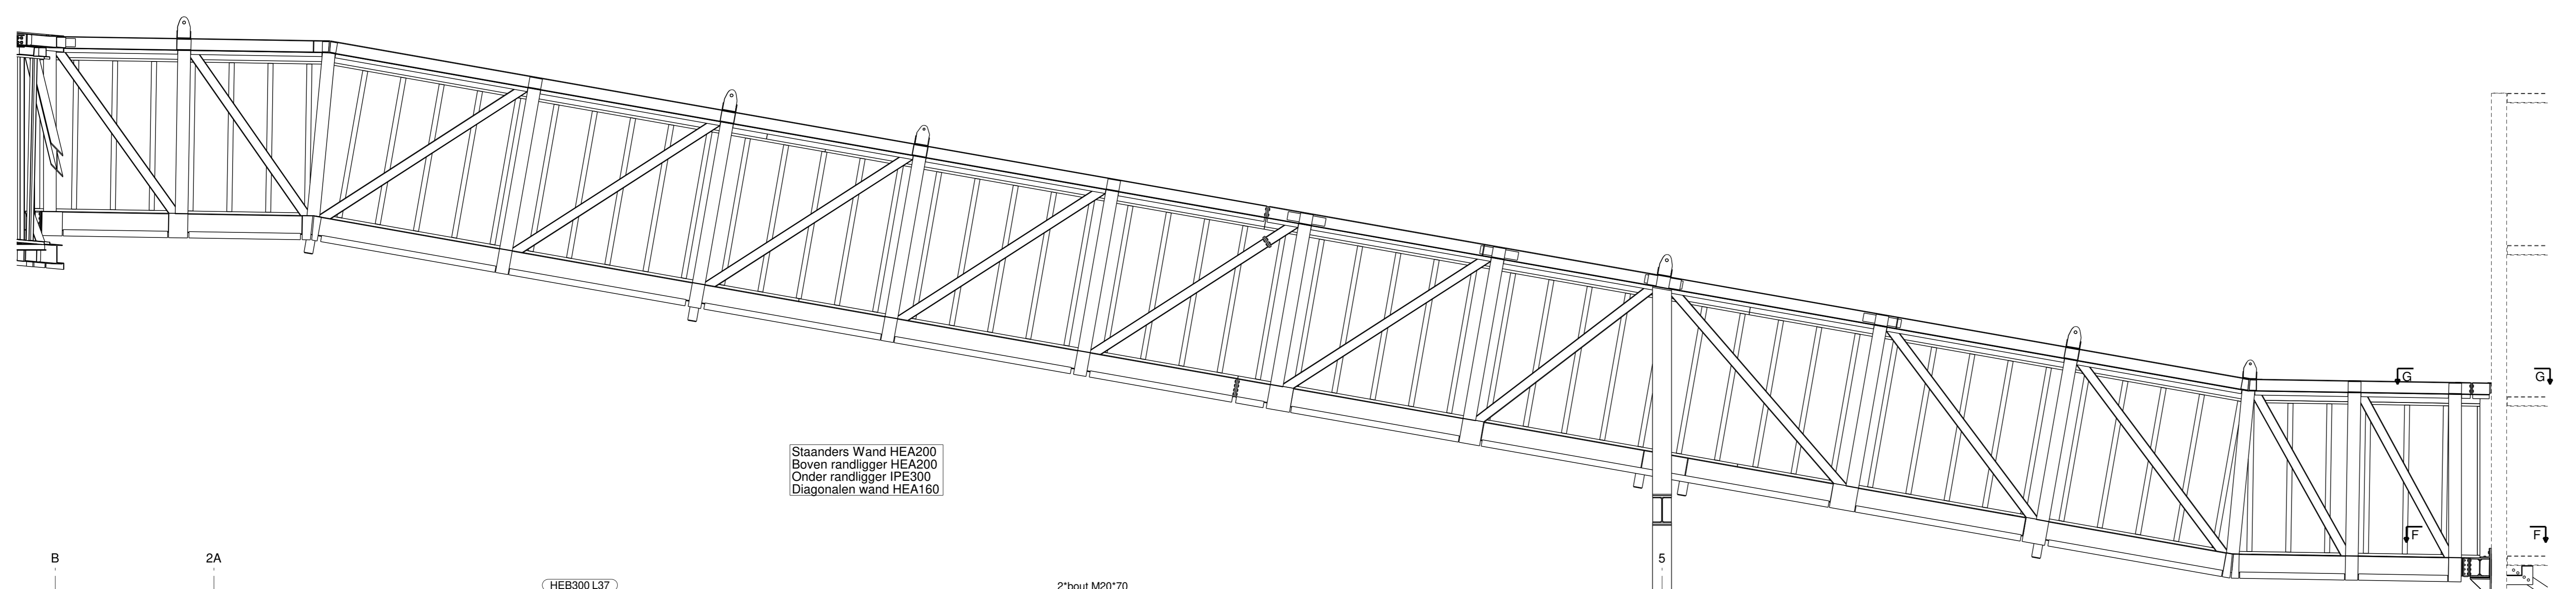 G G
Staanders Wand HEA200
Boven randligger HEA200
Onder randligger IPE300
Diagonalen wand HEA160
F F
B 2A 5
HEB300 L37 2*bout M20*70